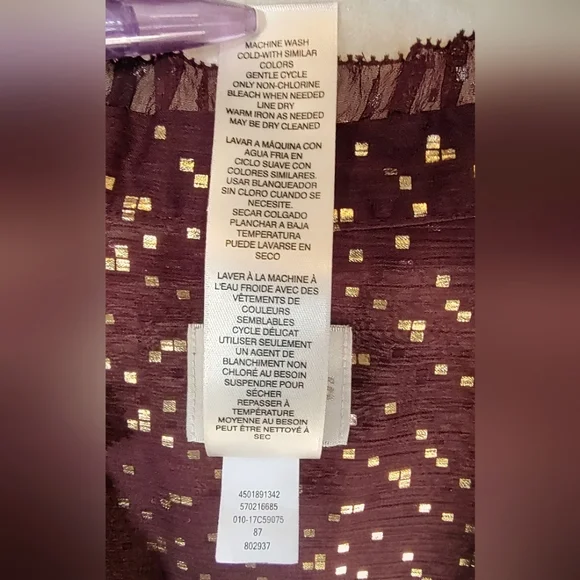 MACHINE WASH
COLD-WITH SIMILAR
COLORS
GENTLE CYCLE
ONLY NON-CHLORINE
BLEACH WHEN NEEDED
LINE DRY
WARM IRON AS NEEDED
MAY BE DRY CLEANED
LAVAR A MÁQUINA CON
AGUA FRIA EN
CICLO SUAVE CON
COLORES SIMILARES.
USAR BLANQUEADOR
SIN CLORO CUANDO SE
NECESITE.
SECAR COLGADO
PLANCHAR A BAJA
TEMPERATURA
PUEDE LAVARSE EN
SECO
LAVER À LA MACHINE À
L'EAU FROIDE AVEC DES
VÊTEMENTS DE
COULEURS
SEMBLABLES
CYCLE DÉLICAT
UTILISER SEULEMENT
UN AGENT DE
BLANCHIMENT NON
CHLORÉ AU BESOIN
SUSPENDRE POUR
SÉCHER
REPASSER À
TEMPÉRATURE
MOYENNE AU BESOIN
PEUT ÊTRE NETTOYÉ À
SEC
4501891342
570216685
010-17C59075
87
802937